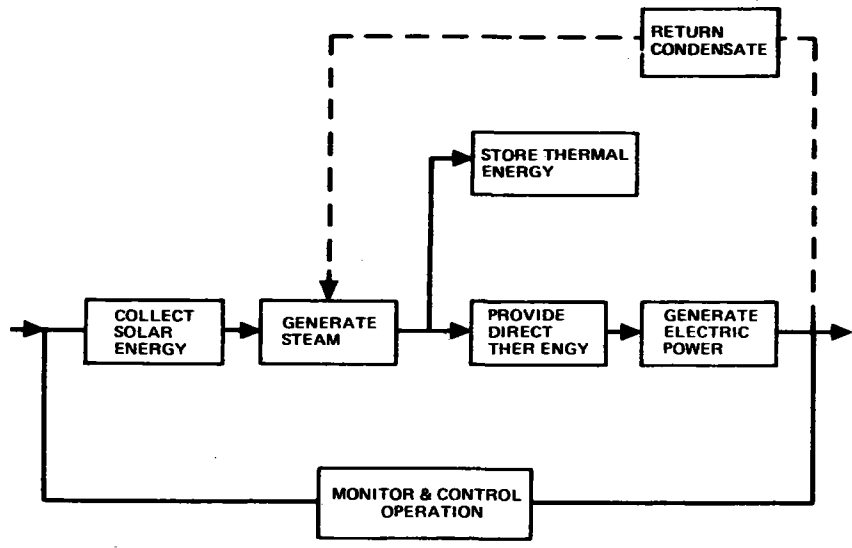 RETURN
CONDENSATE
STORE THERMAL
ENERGY
COLLECT
SOLAR
ENERGY
GENERATE
STEAM
PROVIDE
DIRECT
THER ENGY
GENERATE
ELECTRIC
POWER
MONITOR & CONTROL
OPERATION